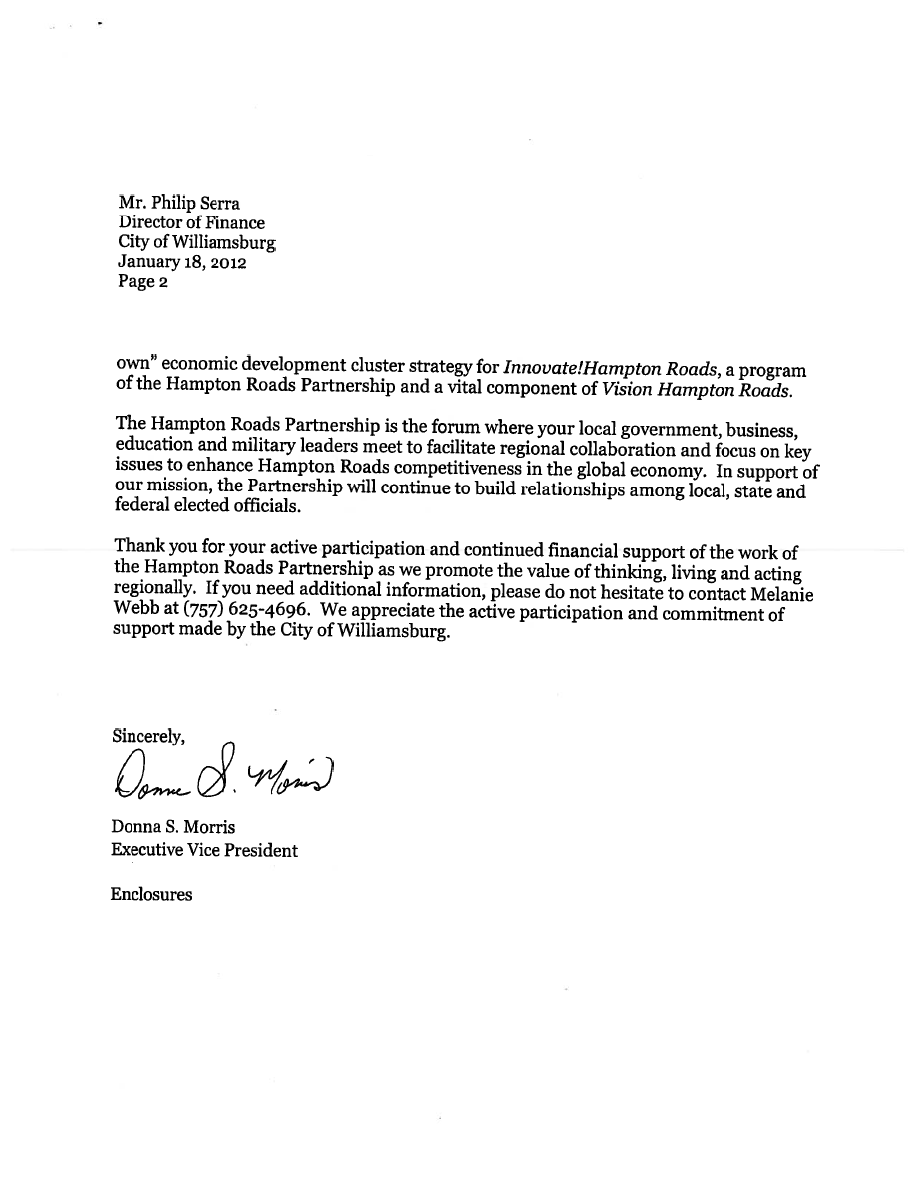 Mr. Philip Serra
Director of Finance
City of Williamsburg
January 18, 2012
Page 2
own" economic development cluster strategy for Innovate!Hampton Roads, a program
of the Hampton Roads Partnership and a vital component of Vision Hampton Roads.
The Hampton Roads Partnership is the forum where your local government, business,
education and military leaders meet to facilitate regional collaboration and focus on key
issues to enhance Hampton Roads competitiveness in the global economy. In support of
our mission, the Partnership will continue to build relationships among local, state and
federal elected officials.
Thank you for your active participation and continued financial support of the work of
the Hampton Roads Partnership as we promote the value of thinking, living and acting
regionally. If you need additional information, please do not hesitate to contact Melanie
Webb at (757) 625-4696. We appreciate the active participation and commitment of
support made by the City of Williamsburg.
Sincerely,
Donna S. Morris
Donna S. Morris
Executive Vice President
Enclosures